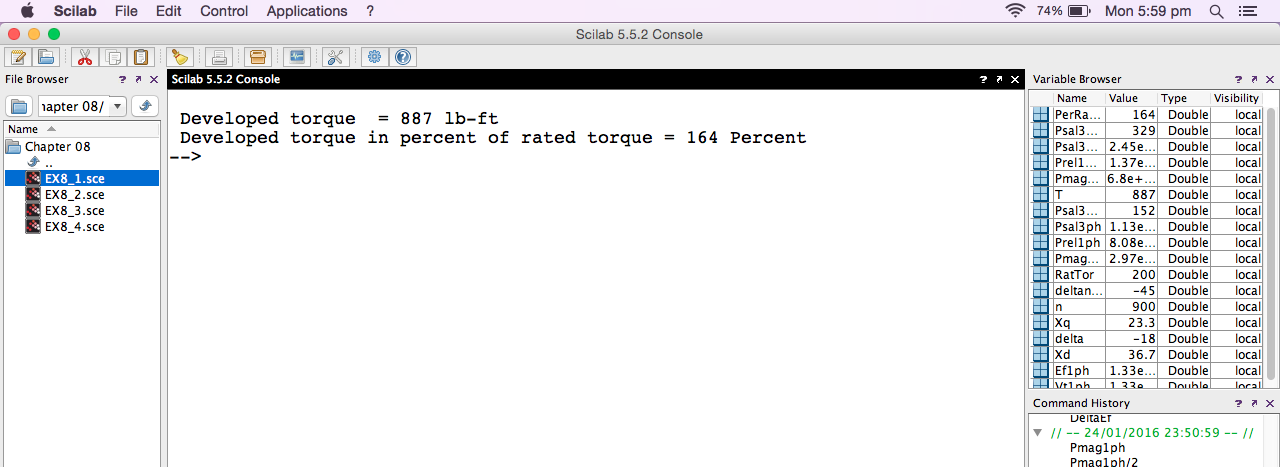 Scilab File Edit Control Applications ? 74% Mon 5:59 pm
Scilab 5.5.2 Console
File Browser ? ↗ ×
ıapter 08/
Name
Chapter 08
..
EX8_1.sce
EX8_2.sce
EX8_3.sce
EX8_4.sce
Scilab 5.5.2 Console ? ↗ ×
Developed torque  = 887 lb-ft
Developed torque in percent of rated torque = 164 Percent
-->
Variable Browser ? ↗ ×
Name Value Type Visibility
PerRa... 164 Double local
Psal3... 329 Double local
Psal3... 2.45e... Double local
Prel1... 1.37e... Double local
Pmag... 6.8e+... Double local
T 887 Double local
Psal3... 152 Double local
Psal3ph 1.13e... Double local
Prel1ph 8.08e... Double local
Pmag... 2.97e... Double local
RatTor 200 Double local
deltan... -45 Double local
n 900 Double local
Xq 23.3 Double local
delta -18 Double local
Xd 36.7 Double local
Ef1ph 1.33e... Double local
Vt1ph 1.33e... Double local
Command History ? ↗ ×
DeltaEf
// -- 24/01/2016 23:50:59 -- //
Pmag1ph
Pmag1ph/2